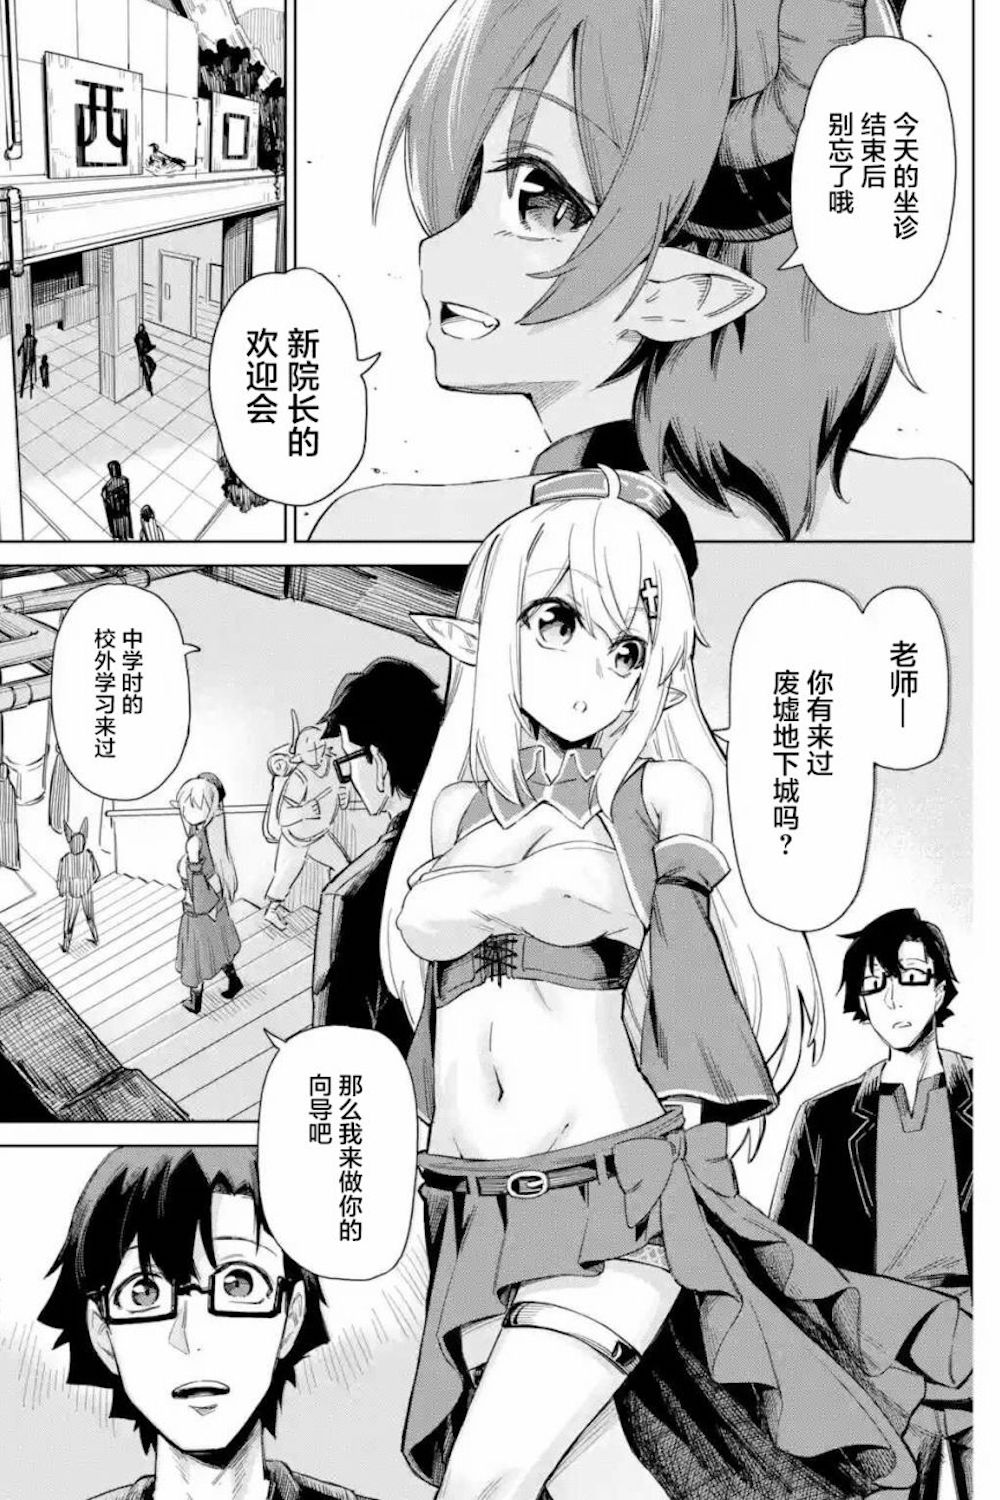 今天的坐诊
结束后
别忘了哦
新院长的
欢迎会
西口
老师—
你有来过
废墟地下城吗？
中学时的
校外学习来过
那么我来做你的
向导吧